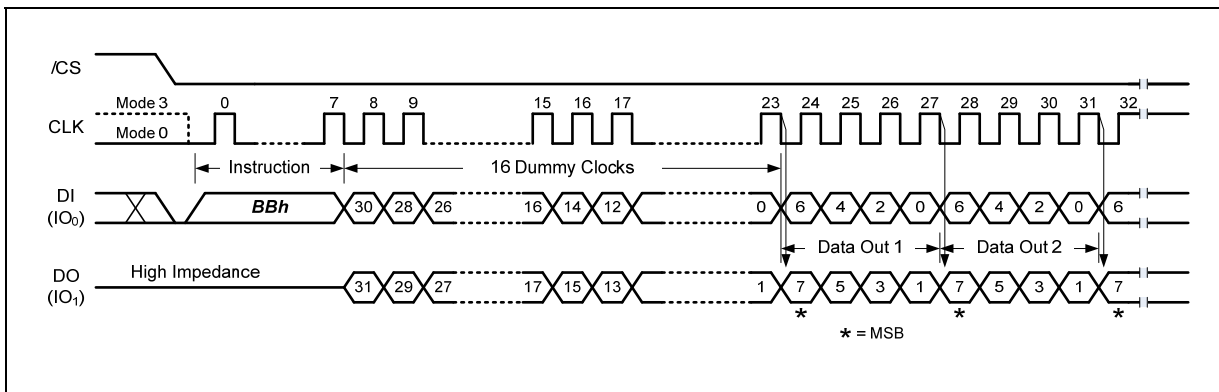 /CS
Mode 3 0 7 8 9 15 16 17 23 24 25 26 27 28 29 30 31 32
CLK
Mode 0
Instruction 16 Dummy Clocks
DI
(IO0)
BBh 30 28 26 16 14 12 0 6 4 2 0 6 4 2 0 6
Data Out 1 Data Out 2
High Impedance
DO
(IO1)
31 29 27 17 15 13 1 7 5 3 1 7 5 3 1 7
* * *
* = MSB